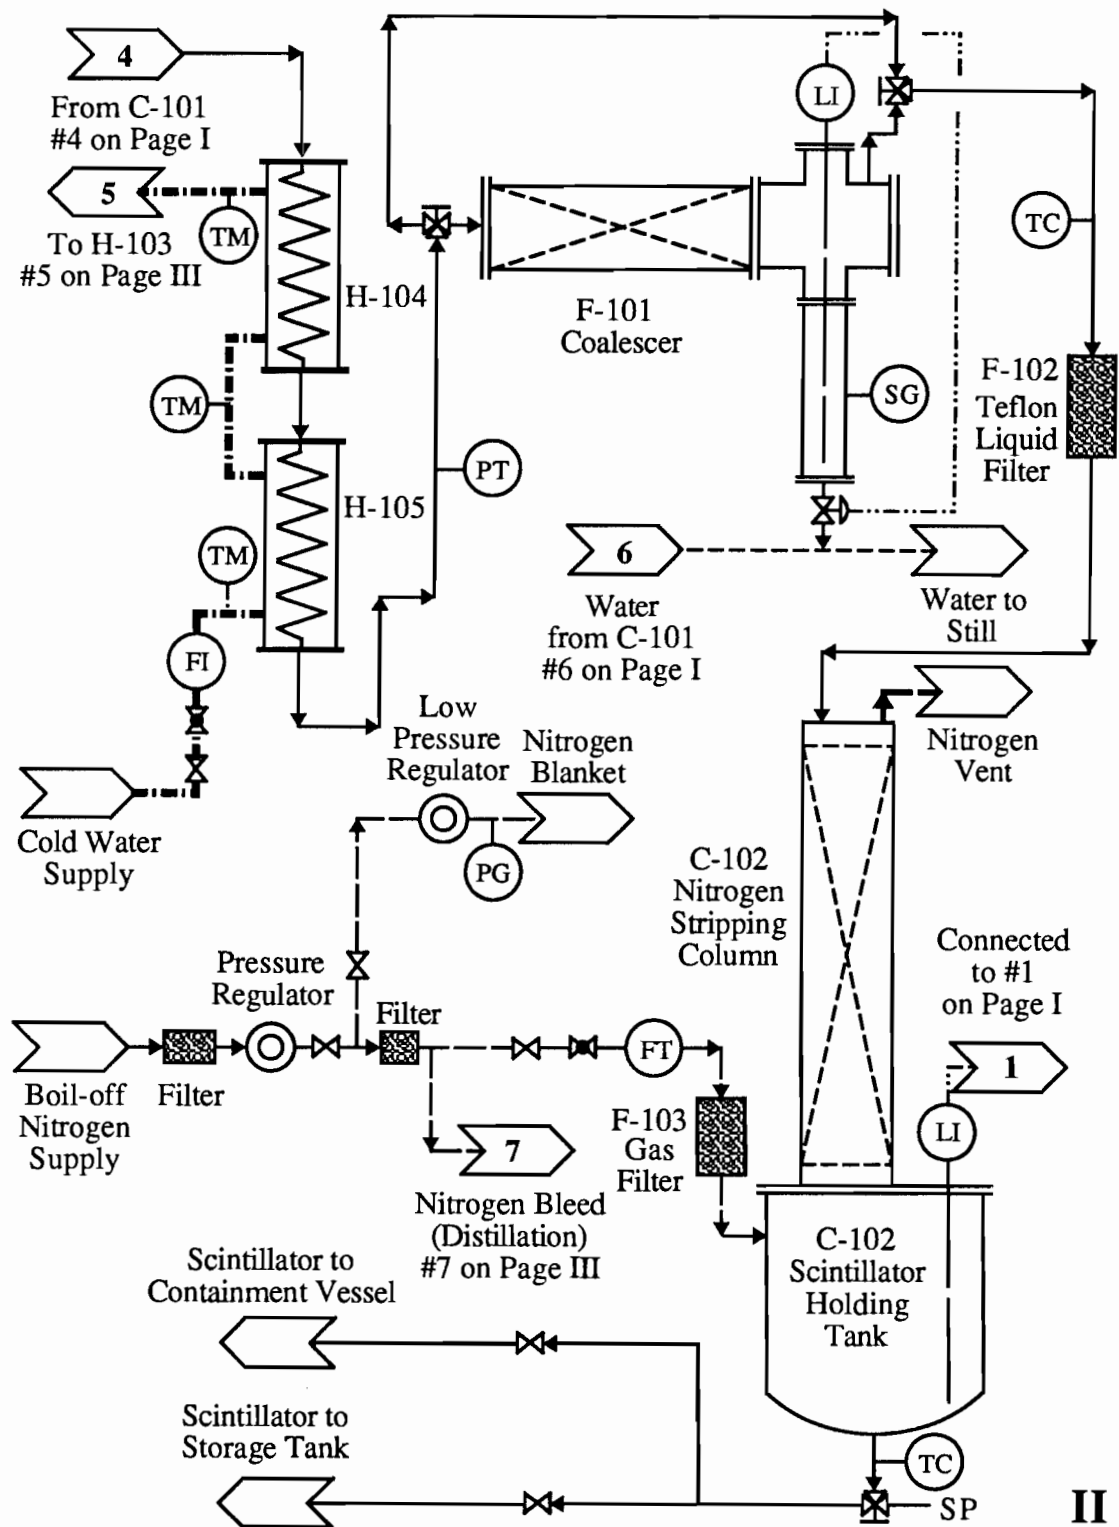 4
From C-101
#4 on Page I
5
TM
To H-103
#5 on Page III
H-104
TM
H-105
TM
FI
PT
Cold Water
Supply
LI
F-101
Coalescer
SG
TC
F-102
Teflon
Liquid
Filter
6
Water
from C-101
#6 on Page I
Water to
Still
Nitrogen
Vent
Low
Pressure
Regulator
Nitrogen
Blanket
PG
C-102
Nitrogen
Stripping
Column
Connected
to #1
on Page I
1
LI
Pressure
Regulator
Filter
Boil-off
Nitrogen
Supply
Filter
FT
F-103
Gas
Filter
7
Nitrogen Bleed
(Distillation)
#7 on Page III
C-102
Scintillator
Holding
Tank
Scintillator to
Containment Vessel
Scintillator to
Storage Tank
TC
SP
II